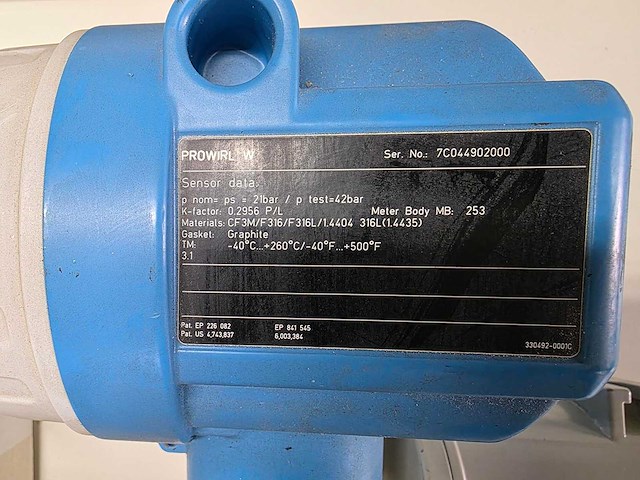 PROWIRL W Ser. No.: 7C044902000
Sensor data:
p nom= ps = 21bar / p test=42bar
K-factor: 0.2956 P/L Meter Body MB: 253
Materials: CF3M/F316/F316L/1.4404 316L(1.4435)
Gasket: Graphite
TM: -40°C...+260°C/-40°F...+500°F
3.1
Pat. EP 226 082 EP 841 545
Pat. US 4,743,837 6,003,384
330492-0001C